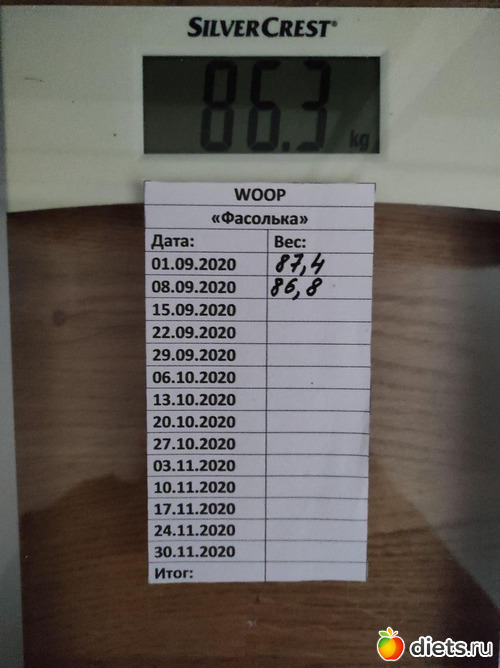 SILVERCREST®
86.3 kg
WOOP
«Фасолька»
Дата: Вес:
01.09.2020 87,4
08.09.2020 86,8
15.09.2020
22.09.2020
29.09.2020
06.10.2020
13.10.2020
20.10.2020
27.10.2020
03.11.2020
10.11.2020
17.11.2020
24.11.2020
30.11.2020
Итог:
diets.ru